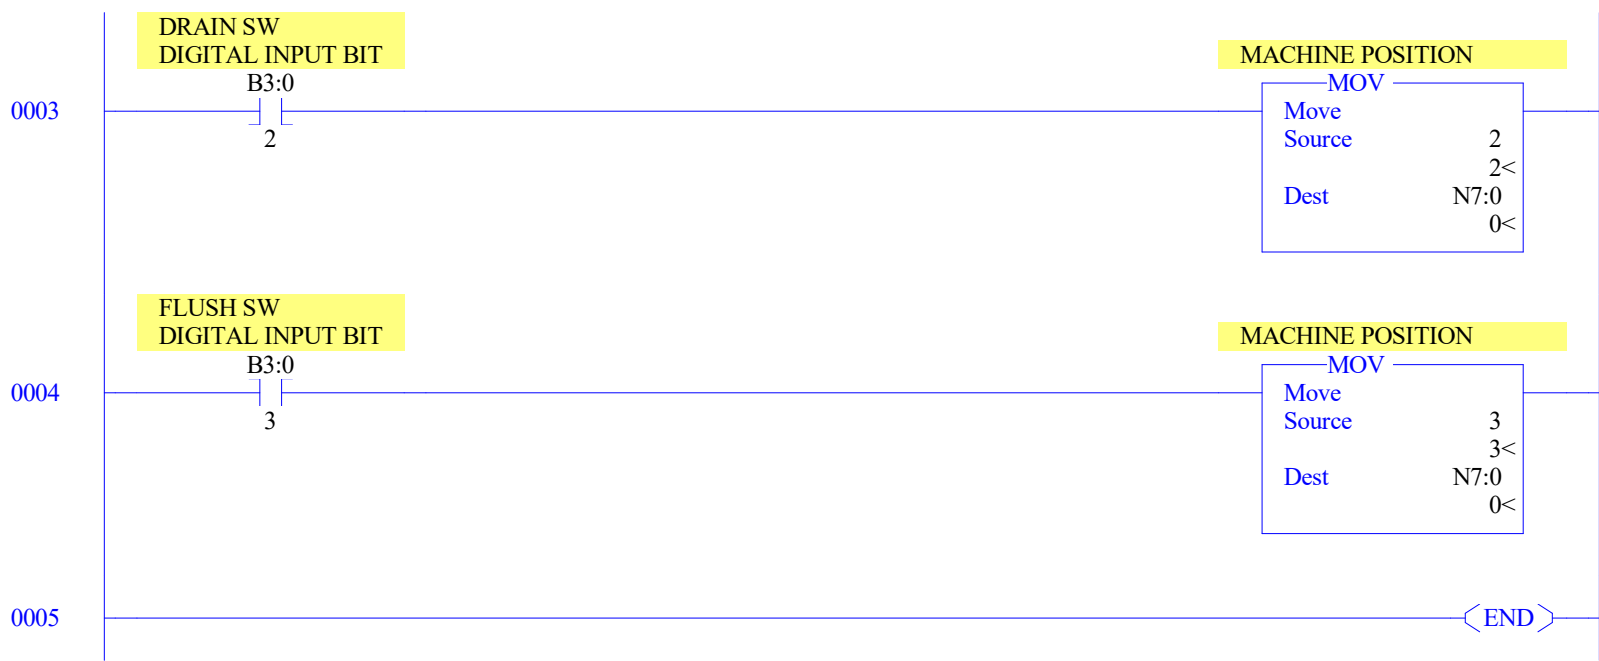 DRAIN SW
DIGITAL INPUT BIT
B3:0
2
0003
MACHINE POSITION
MOV
Move
Source 2
2<
Dest N7:0
0<
FLUSH SW
DIGITAL INPUT BIT
B3:0
3
0004
MACHINE POSITION
MOV
Move
Source 3
3<
Dest N7:0
0<
0005
END